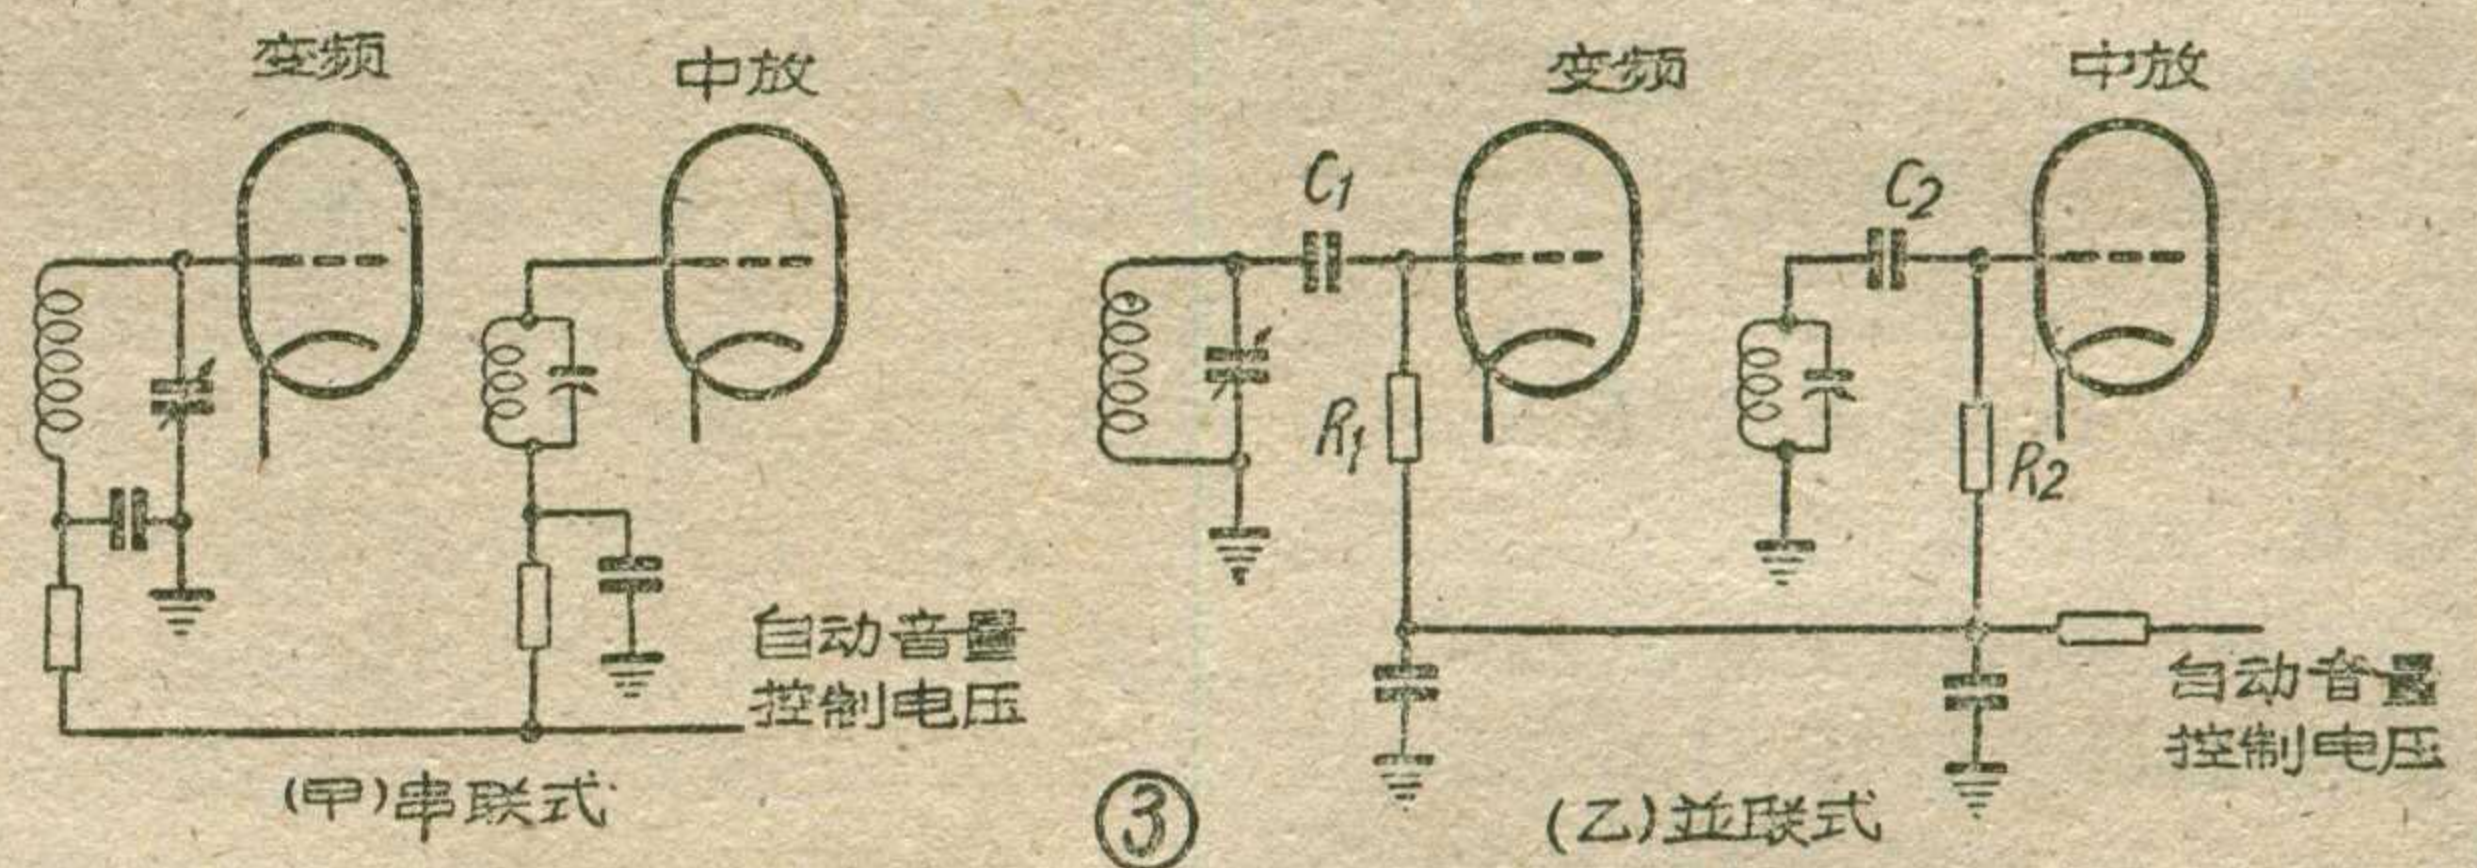 变频
中放
自动音量
控制电压
(甲)串联式
③
变频
中放
C1
C2
R1
R2
自动音量
控制电压
(乙)並联式